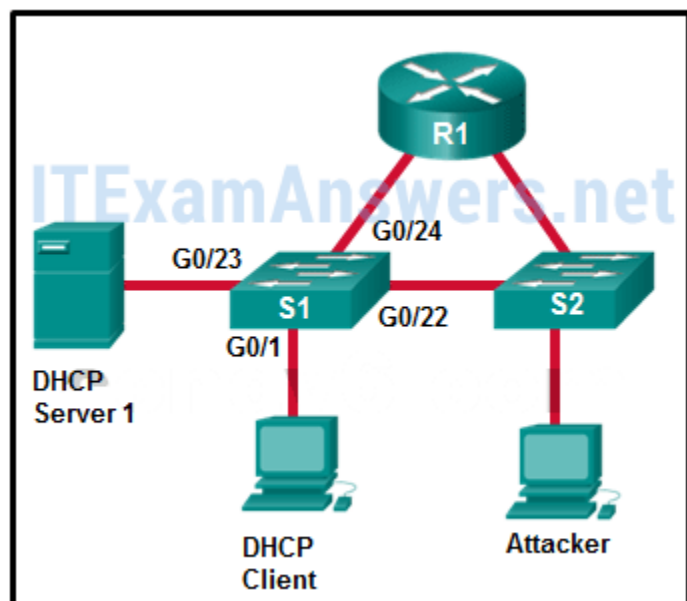 R1
ITExamAnswers.net
G0/24
G0/23
S1
S2
G0/22
G0/1
DHCP
Server 1
DHCP
Client
Attacker